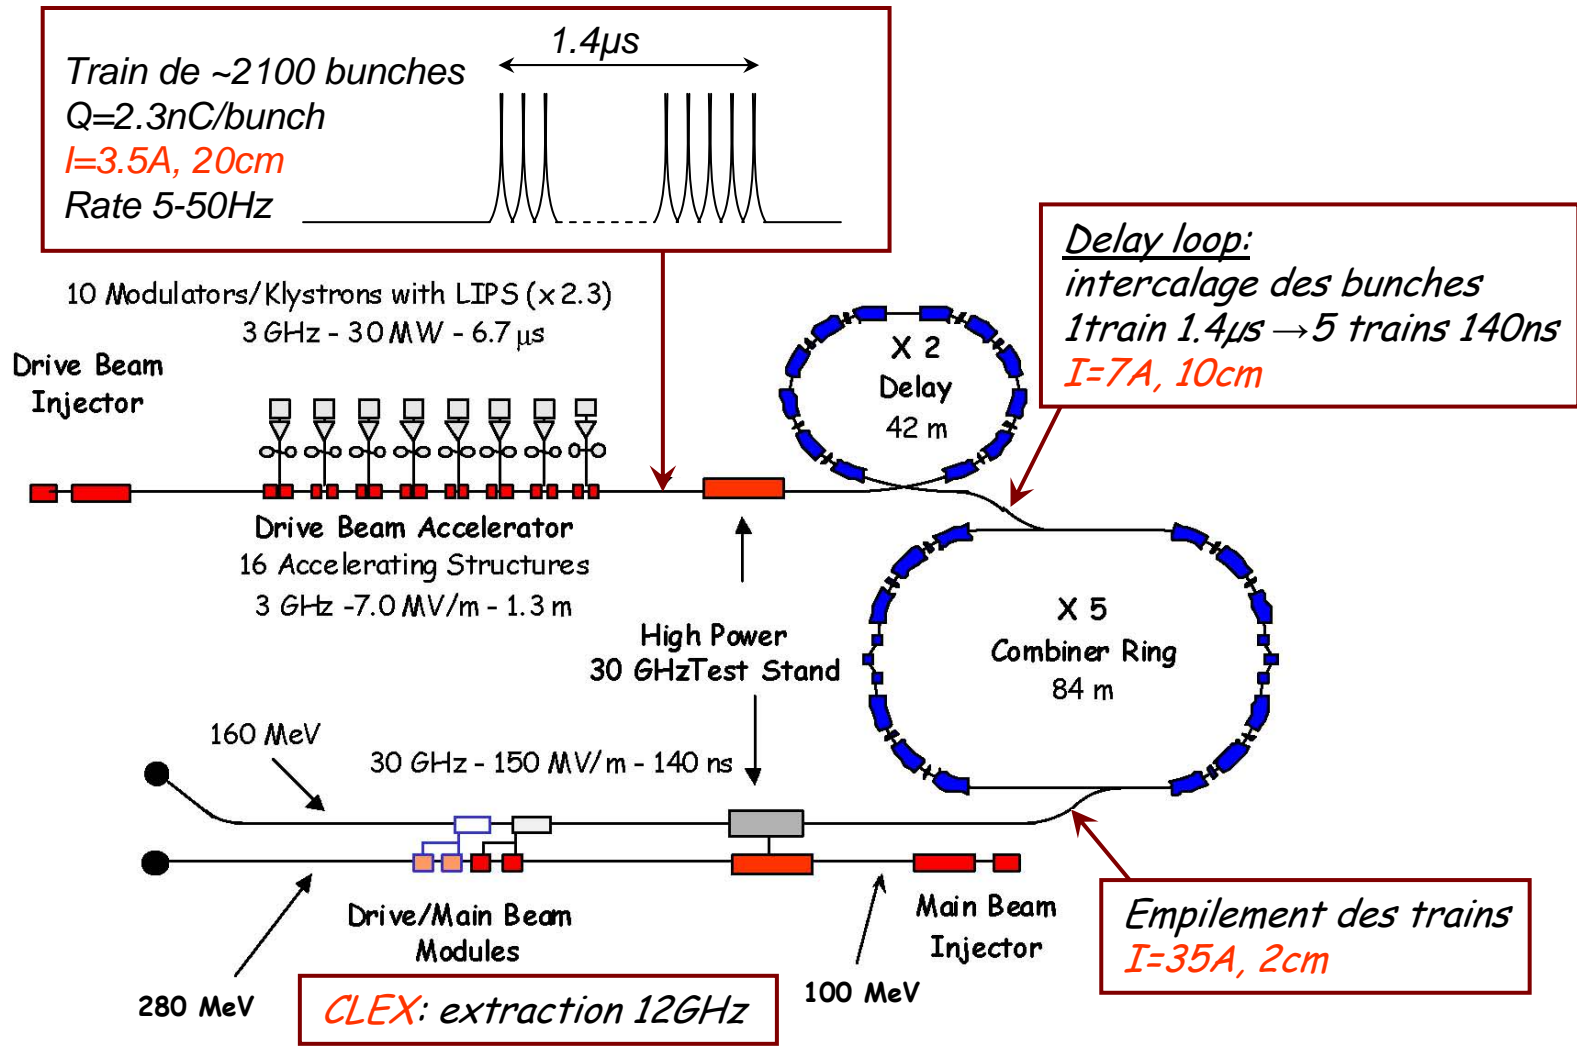 1.4µs
Train de ~2100 bunches
Q=2.3nC/bunch
I=3.5A, 20cm
Rate 5-50Hz
Delay loop:
intercalage des bunches
1train 1.4µs → 5 trains 140ns
I=7A, 10cm
10 Modulators/Klystrons with LIPS (x 2.3)
3 GHz - 30 MW - 6.7 µs
Drive Beam
Injector
X 2
Delay
42 m
Drive Beam Accelerator
16 Accelerating Structures
3 GHz -7.0 MV/m - 1.3 m
X 5
Combiner Ring
84 m
High Power
30 GHzTest Stand
160 MeV
30 GHz - 150 MV/m - 140 ns
Drive/Main Beam
Modules
Main Beam
Injector
Empilement des trains
I=35A, 2cm
280 MeV
CLEX: extraction 12GHz
100 MeV